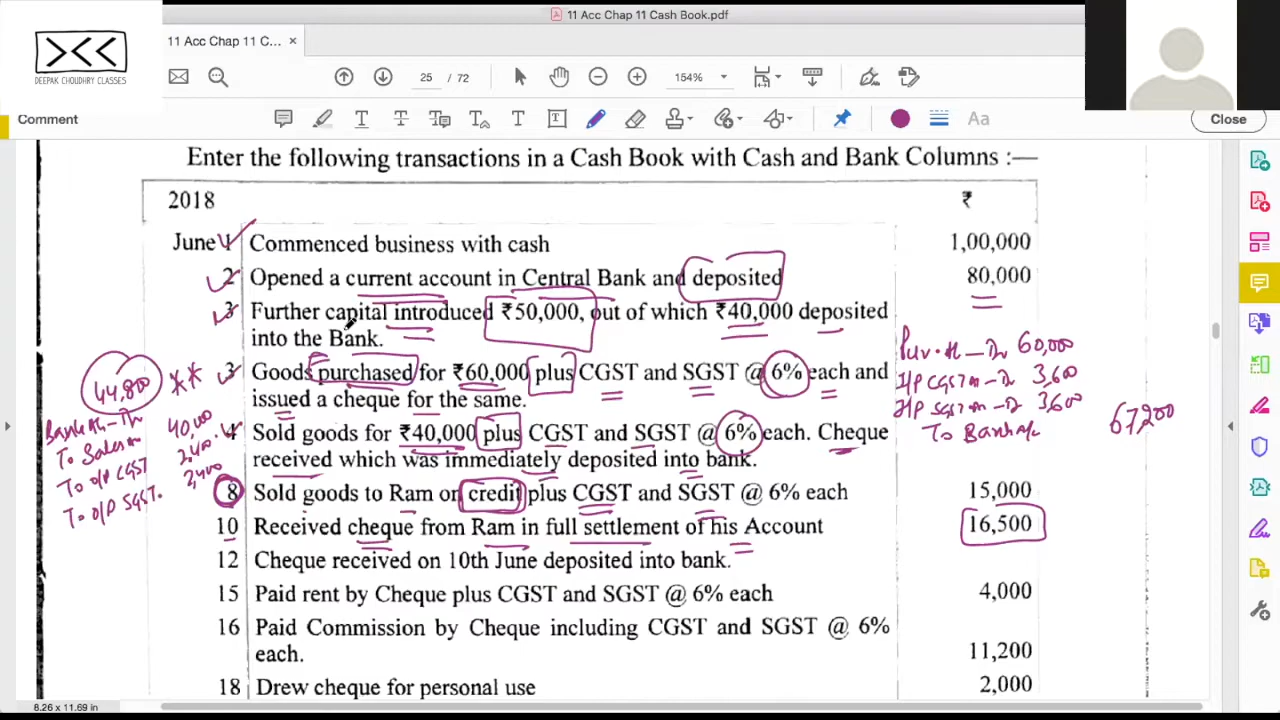 11 Acc Chap 11 Cash Book.pdf
DEEPAK CHOUDHRY CLASSES
11 Acc Chap 11 C... ×
25 / 72
154%
Comment
Close
Enter the following transactions in a Cash Book with Cash and Bank Columns :—
2018 ₹
June 1 Commenced business with cash 1,00,000
2 Opened a current account in Central Bank and deposited 80,000
3 Further capital introduced ₹50,000, out of which ₹40,000 deposited
into the Bank.
3 Goods purchased for ₹60,000 plus CGST and SGST @ 6% each and
issued a cheque for the same.
4 Sold goods for ₹40,000 plus CGST and SGST @ 6% each. Cheque
received which was immediately deposited into bank.
8 Sold goods to Ram on credit plus CGST and SGST @ 6% each 15,000
10 Received cheque from Ram in full settlement of his Account 16,500
12 Cheque received on 10th June deposited into bank.
15 Paid rent by Cheque plus CGST and SGST @ 6% each 4,000
16 Paid Commission by Cheque including CGST and SGST @ 6%
each. 11,200
18 Drew cheque for personal use 2,000
44,800 **
Bank A/c - Dr 40,000
To Sales A/c 2,400
To o/p CGST 2,400
To o/p SGST.
Pur. A/c - Dr 60,000
I/P CGST A/c - D 3,600
I/P SGST A/c - D 3,600
To Bank A/c 67,200
8.26 x 11.69 in